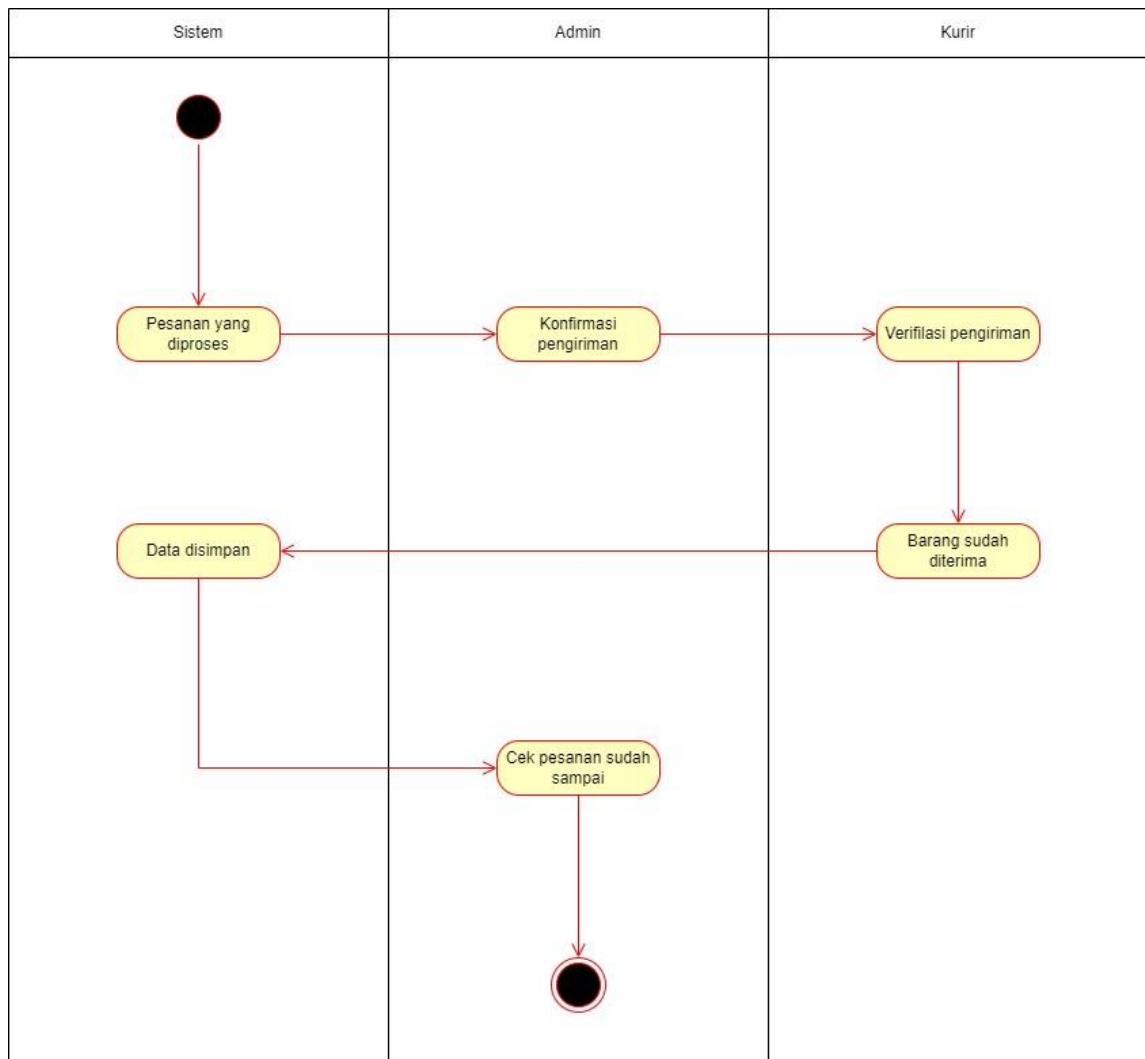 Sistem
Admin
Kurir
Pesanan yang
diproses
Konfirmasi
pengiriman
Verifilasi pengiriman
Data disimpan
Barang sudah
diterima
Cek pesanan sudah
sampai